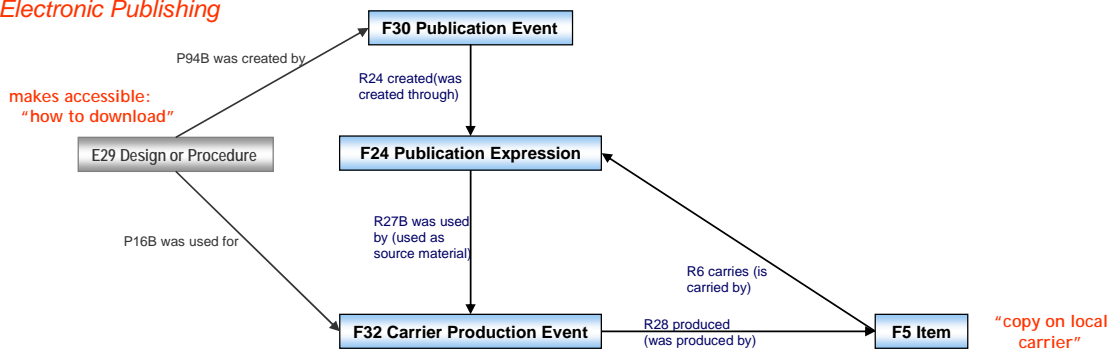 Electronic Publishing
F30 Publication Event
P94B was created by
R24 created(was
created through)
makes accessible:
"how to download"
E29 Design or Procedure
F24 Publication Expression
R27B was used
by (used as
source material)
P16B was used for
R6 carries (is
carried by)
F32 Carrier Production Event
R28 produced
(was produced by)
F5 Item
"copy on local
carrier"